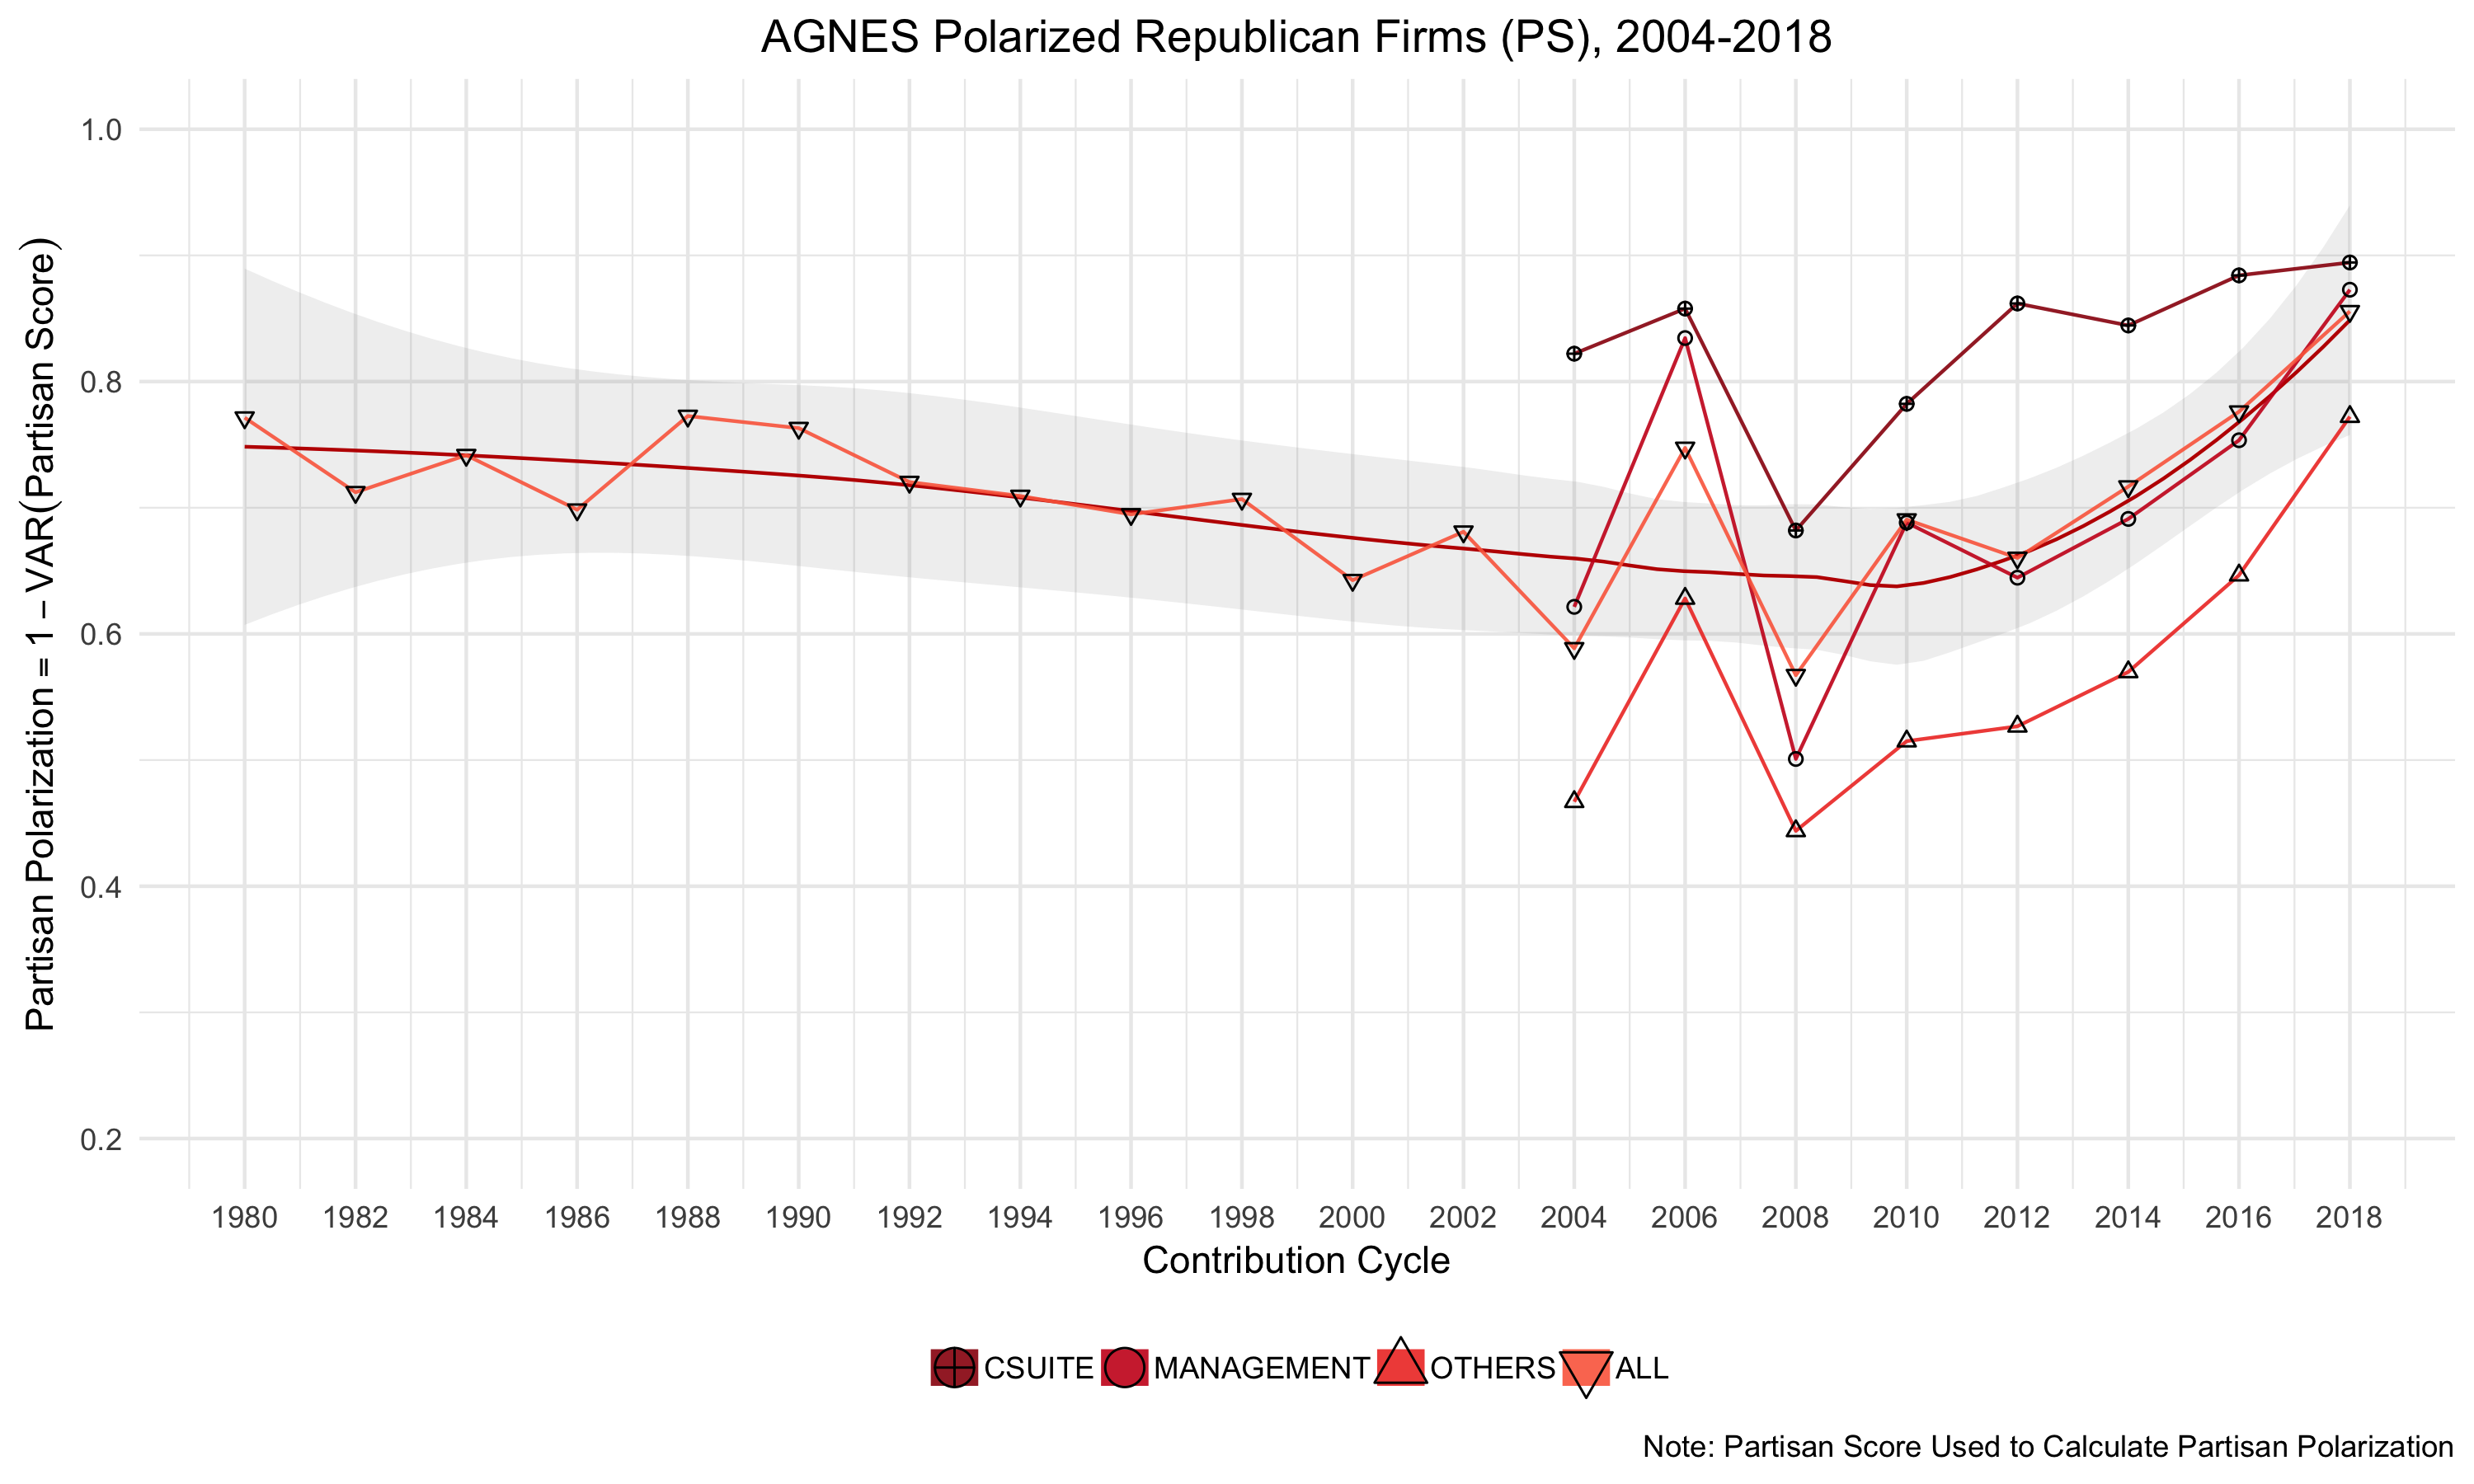 AGNES Polarized Republican Firms (PS), 2004-2018
Partisan Polarization = 1 – VAR(Partisan Score)
1.0
0.8
0.6
0.4
0.2
1980 1982 1984 1986 1988 1990 1992 1994 1996 1998 2000 2002 2004 2006 2008 2010 2012 2014 2016 2018
Contribution Cycle
CSUITE MANAGEMENT OTHERS ALL
Note: Partisan Score Used to Calculate Partisan Polarization